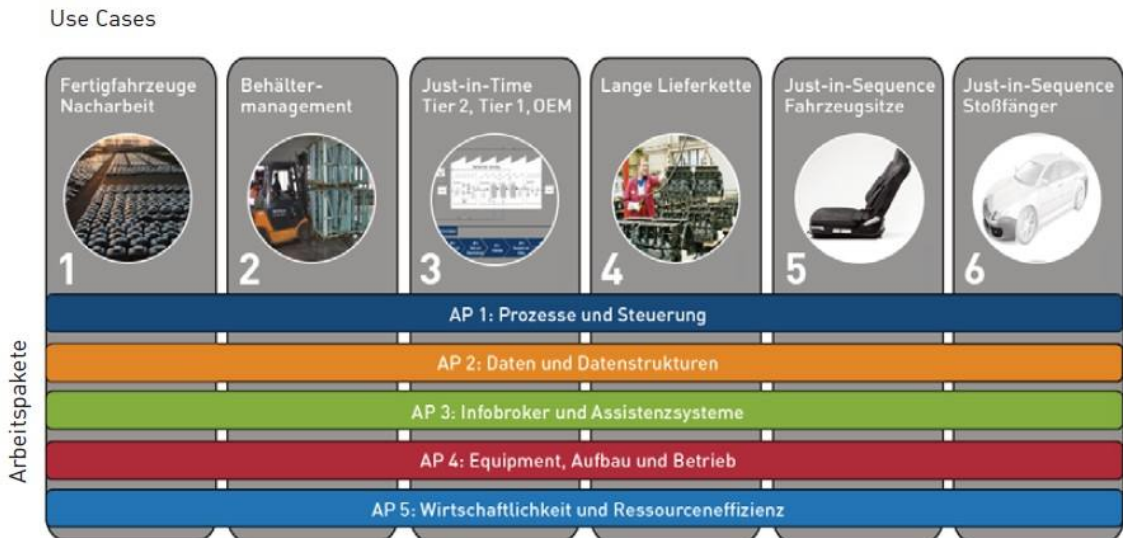 Use Cases
Fertigfahrzeuge
Nacharbeit
1
Behälter-
management
2
Just-in-Time
Tier 2, Tier 1, OEM
3
Lange Lieferkette
4
Just-in-Sequence
Fahrzeugsitze
5
Just-in-Sequence
Stoßfänger
6
Arbeitspakete
AP 1: Prozesse und Steuerung
AP 2: Daten und Datenstrukturen
AP 3: Infobroker und Assistenzsysteme
AP 4: Equipment, Aufbau und Betrieb
AP 5: Wirtschaftlichkeit und Ressourceneffizienz